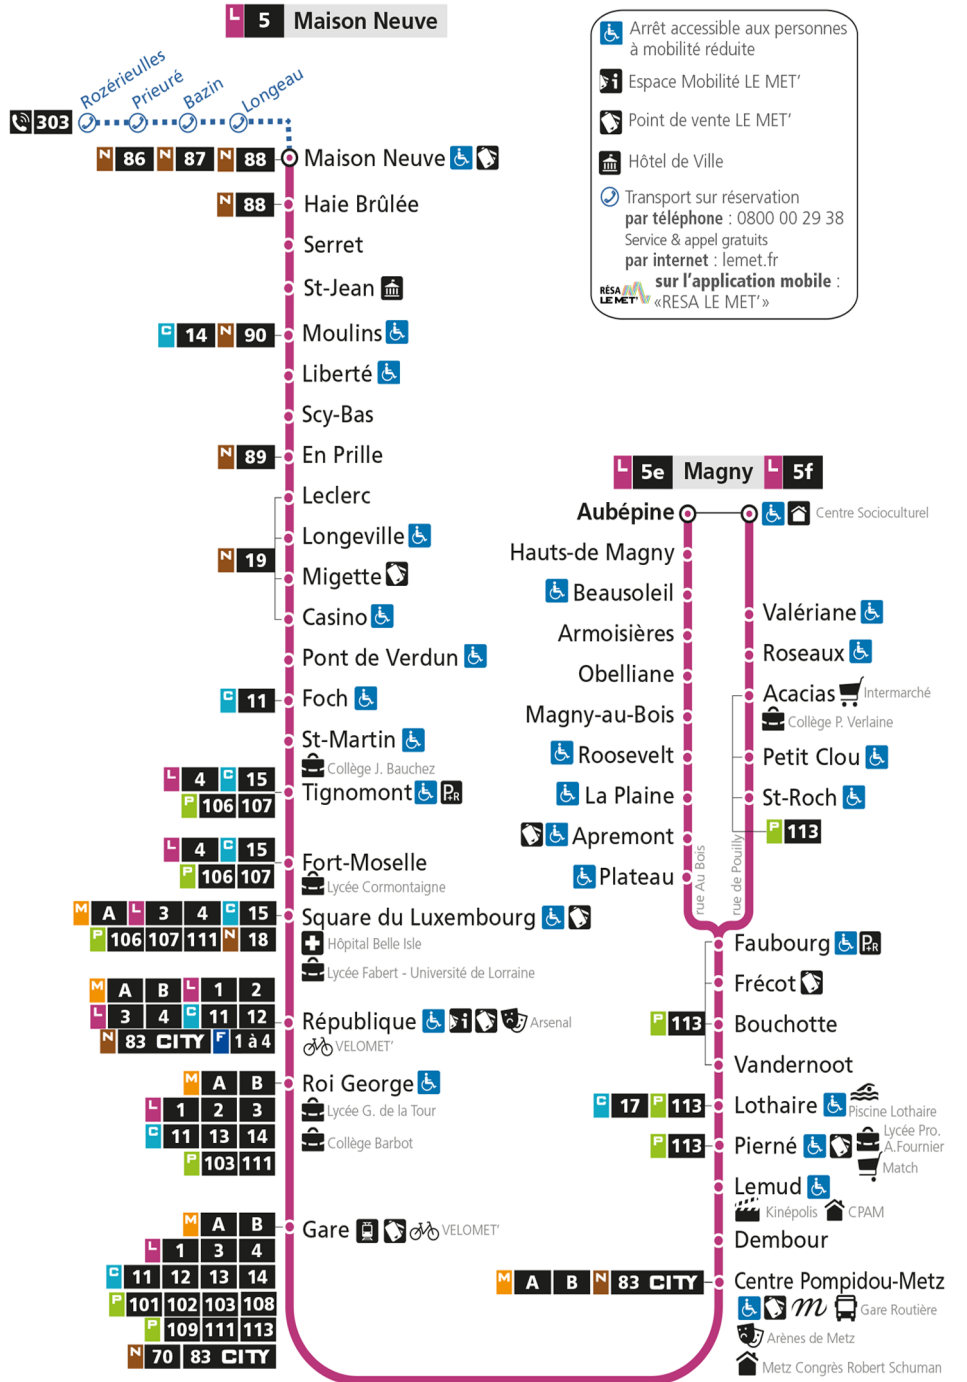 L 5 Maison Neuve
Arrêt accessible aux personnes
à mobilité réduite
Espace Mobilité LE MET'
Point de vente LE MET'
Hôtel de Ville
Transport sur réservation
par téléphone : 0800 00 29 38
Service & appel gratuits
par internet : lemet.fr
sur l'application mobile :
RÉSA LE MET' «RESA LE MET'»
Rozérieulles
Prieuré
Bazin
Longeau
303
N 86 N 87 N 88 Maison Neuve
N 88 Haie Brûlée
Serret
St-Jean
C 14 N 90 Moulins
Liberté
Scy-Bas
N 89 En Prille
Leclerc
Longeville
N 19
Migette
Casino
Pont de Verdun
C 11 Foch
St-Martin
Collège J. Bauchez
L 4 C 15
P 106 107
Tignomont P+R
L 4 C 15
P 106 107
Fort-Moselle
Lycée Cormontaigne
M A L 3 4 C 15
P 106 107 111 N 18
Square du Luxembourg
Hôpital Belle Isle
Lycée Fabert - Université de Lorraine
M A B L 1 2
L 3 4 C 11 12
N 83 CITY F 1 à 4
République i Arsenal
VELOMET'
M A B
L 1 2 3
C 11 13 14
P 103 111
Roi George
Lycée G. de la Tour
Collège Barbot
M A B
L 1 3 4
C 11 12 13 14
P 101 102 103 108
P 109 111 113
N 70 83 CITY
Gare VELOMET'
L 5e Magny L 5f
Aubépine
Centre Socioculturel
Hauts-de Magny
Beausoleil
Armoisières
Obelliane
Magny-au-Bois
Roosevelt
La Plaine
Apremont
Plateau
rue Au Bois
rue de Pouilly
Valériane
Roseaux
Acacias Intermarché
Collège P. Verlaine
Petit Clou
St-Roch
P 113
Faubourg P+R
Frécot
P 113 Bouchotte
Vandernoot
C 17 P 113 Lothaire
Piscine Lothaire
P 113 Pierné
Lycée Pro.
A.Fournier
Match
Lemud
Kinépolis CPAM
Dembour
M A B N 83 CITY Centre Pompidou-Metz
m Gare Routière
Arènes de Metz
Metz Congrès Robert Schuman